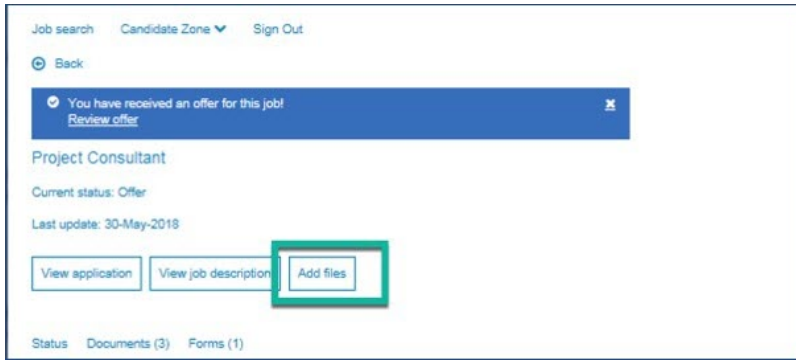 Job search Candidate Zone Sign Out
Back
You have received an offer for this job!
Review offer
Project Consultant
Current status: Offer
Last update: 30-May-2018
View application View job description Add files
Status Documents (3) Forms (1)